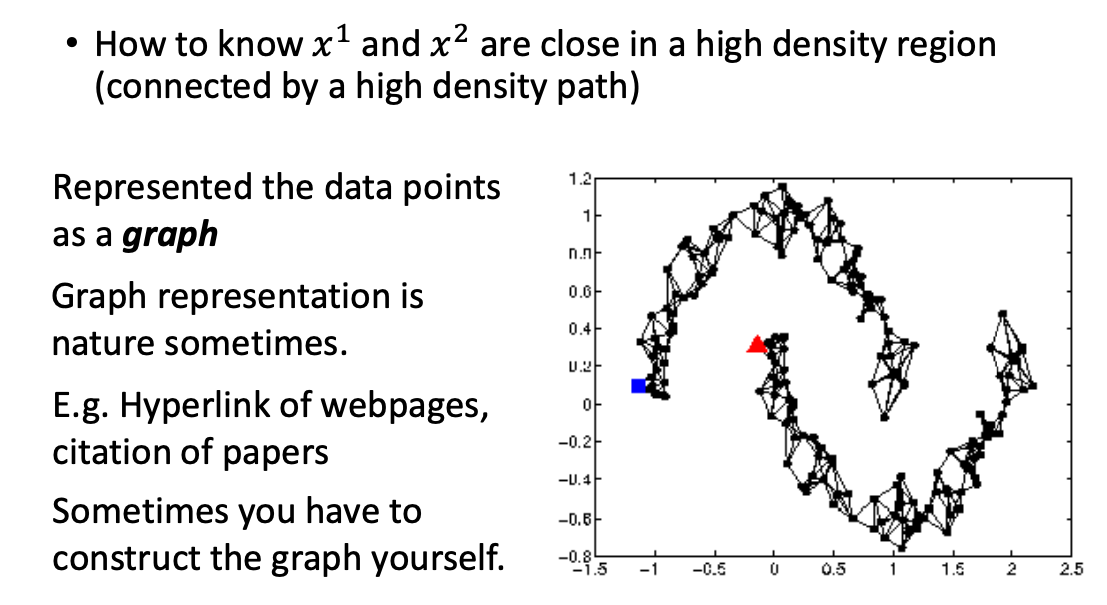 • How to know x¹ and x² are close in a high density region
(connected by a high density path)
Represented the data points
as a graph
Graph representation is
nature sometimes.
E.g. Hyperlink of webpages,
citation of papers
Sometimes you have to
construct the graph yourself.
1.2
1
0.8
0.6
0.4
0.2
0
−0.2
−0.4
−0.6
−0.8
−1.5 −1 −0.5 0 0.5 1 1.5 2 2.5